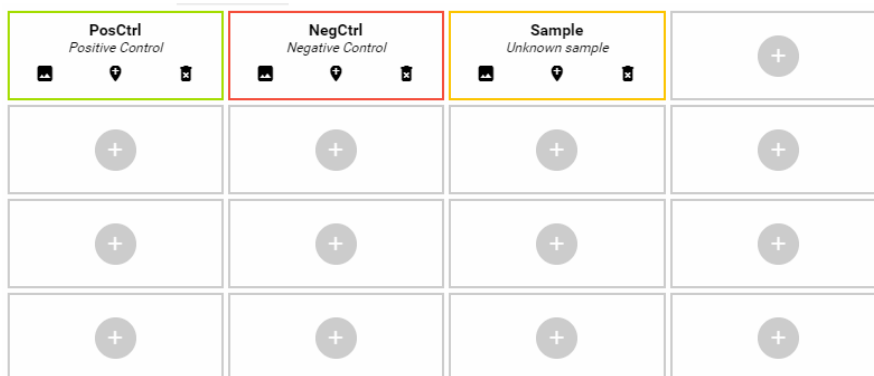 PosCtrl
Positive Control
NegCtrl
Negative Control
Sample
Unknown sample